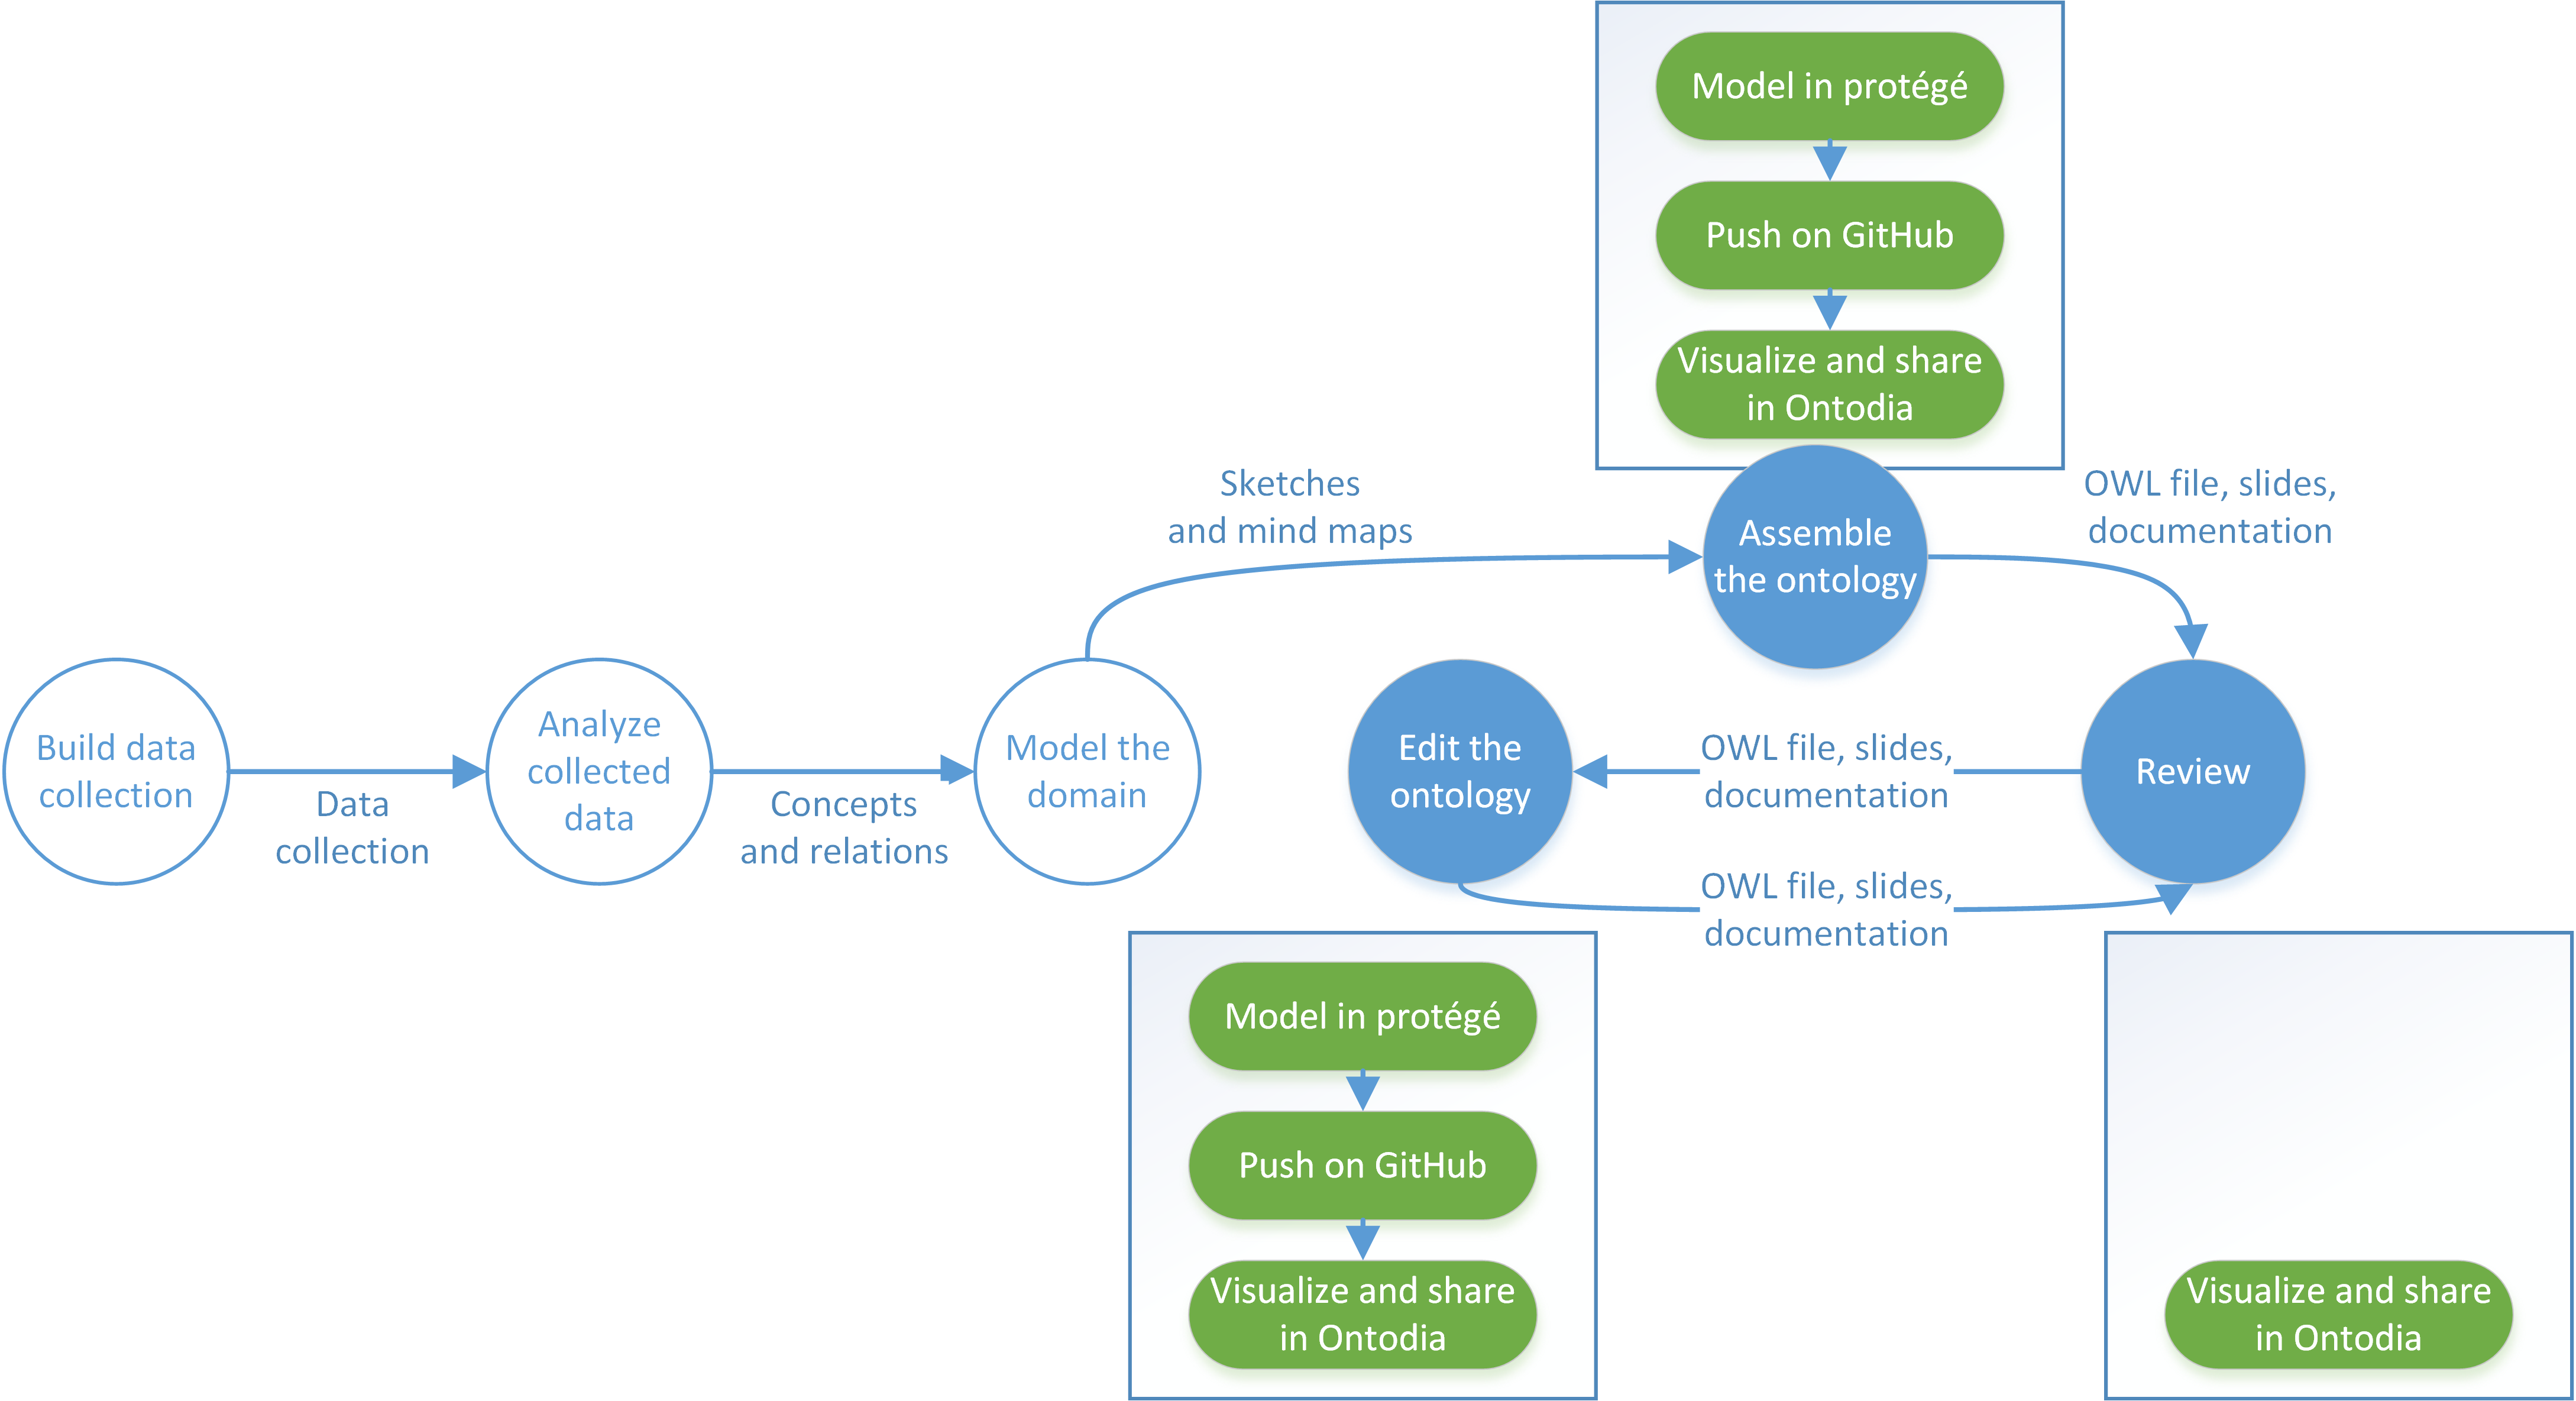 Model in protégé
Push on GitHub
Visualize and share
in Ontodia
Sketches
and mind maps
Assemble
the ontology
OWL file, slides,
documentation
Build data
collection
Data
collection
Analyze
collected
data
Concepts
and relations
Model the
domain
Edit the
ontology
OWL file, slides,
documentation
Review
OWL file, slides,
documentation
Model in protégé
Push on GitHub
Visualize and share
in Ontodia
Visualize and share
in Ontodia